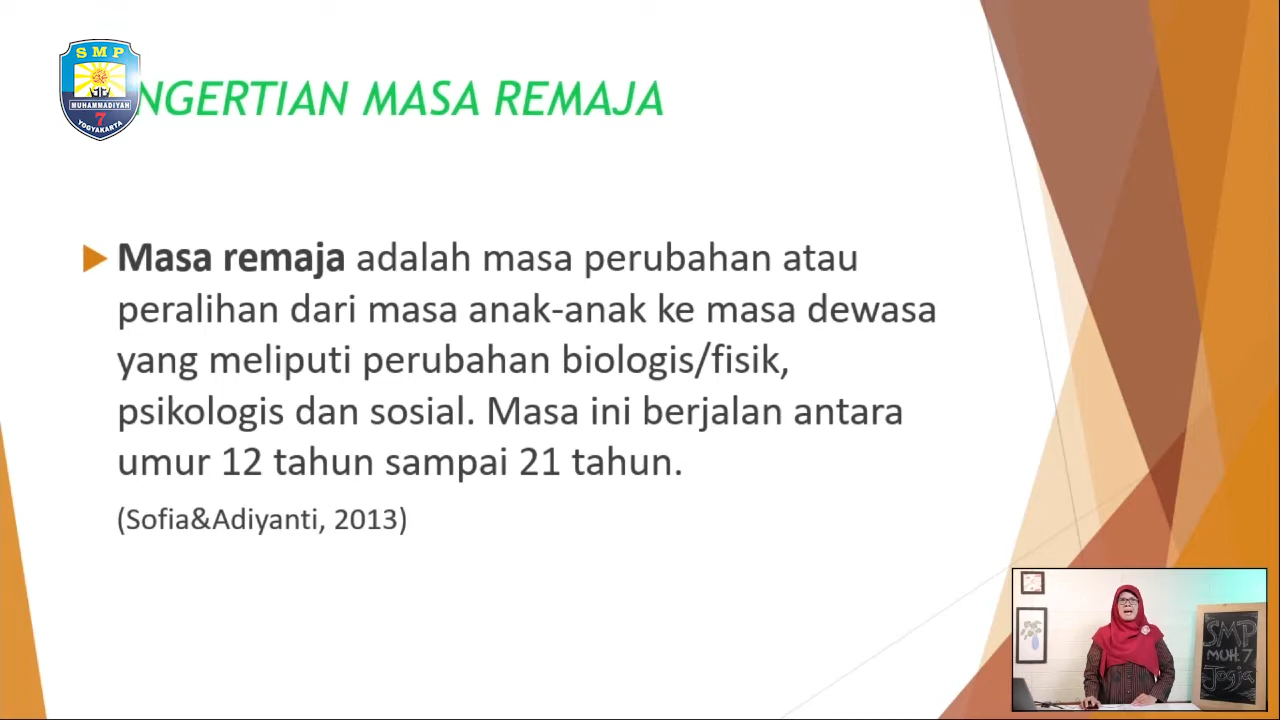 SMP
MUHAMMADIYAH
7
YOGYAKARTA
NGERTIAN MASA REMAJA
Masa remaja adalah masa perubahan atau
peralihan dari masa anak-anak ke masa dewasa
yang meliputi perubahan biologis/fisik,
psikologis dan sosial. Masa ini berjalan antara
umur 12 tahun sampai 21 tahun.
(Sofia&Adiyanti, 2013)
SMP
MUH.7
Jogja